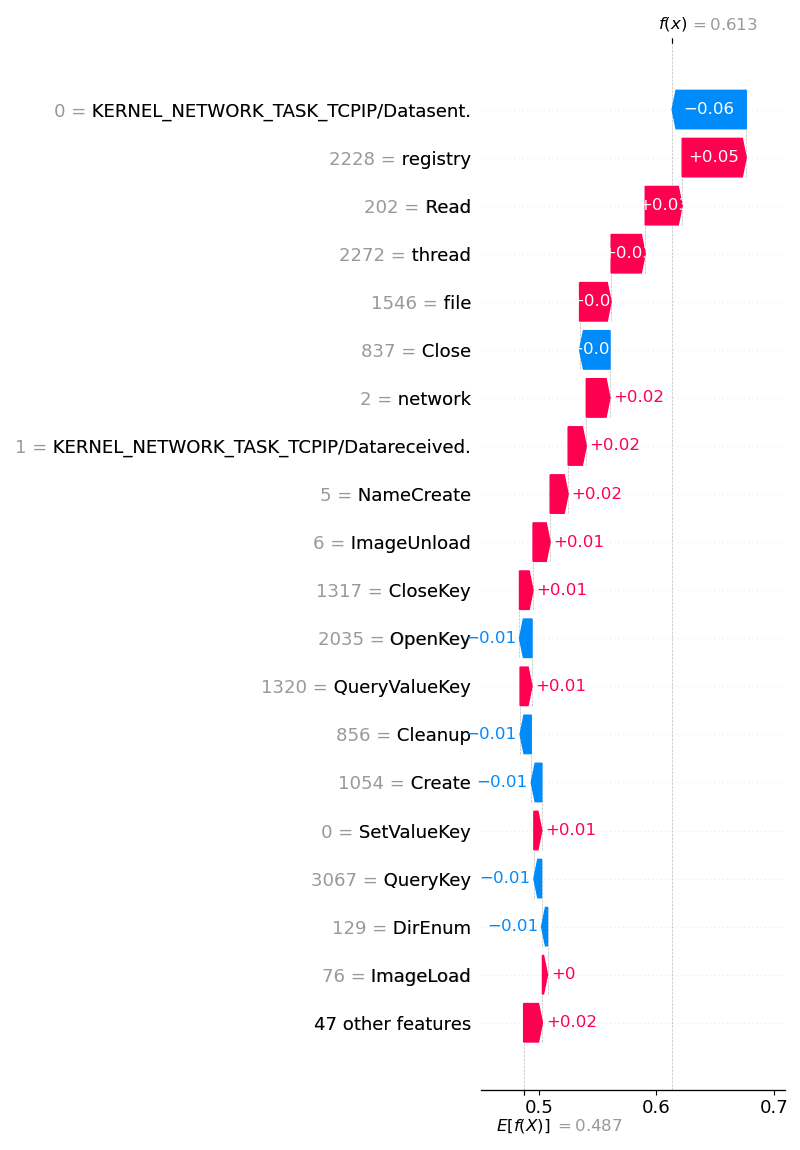 f(x) = 0.613
0 = KERNEL_NETWORK_TASK_TCPIP/Datasent. −0.06
2228 = registry +0.05
202 = Read
2272 = thread
1546 = file
837 = Close
2 = network +0.02
1 = KERNEL_NETWORK_TASK_TCPIP/Datareceived. +0.02
5 = NameCreate +0.02
6 = ImageUnload +0.01
1317 = CloseKey +0.01
2035 = OpenKey −0.01
1320 = QueryValueKey +0.01
856 = Cleanup −0.01
1054 = Create −0.01
0 = SetValueKey +0.01
3067 = QueryKey −0.01
129 = DirEnum −0.01
76 = ImageLoad +0
47 other features +0.02
0.5 0.6 0.7
E[f(X)] = 0.487